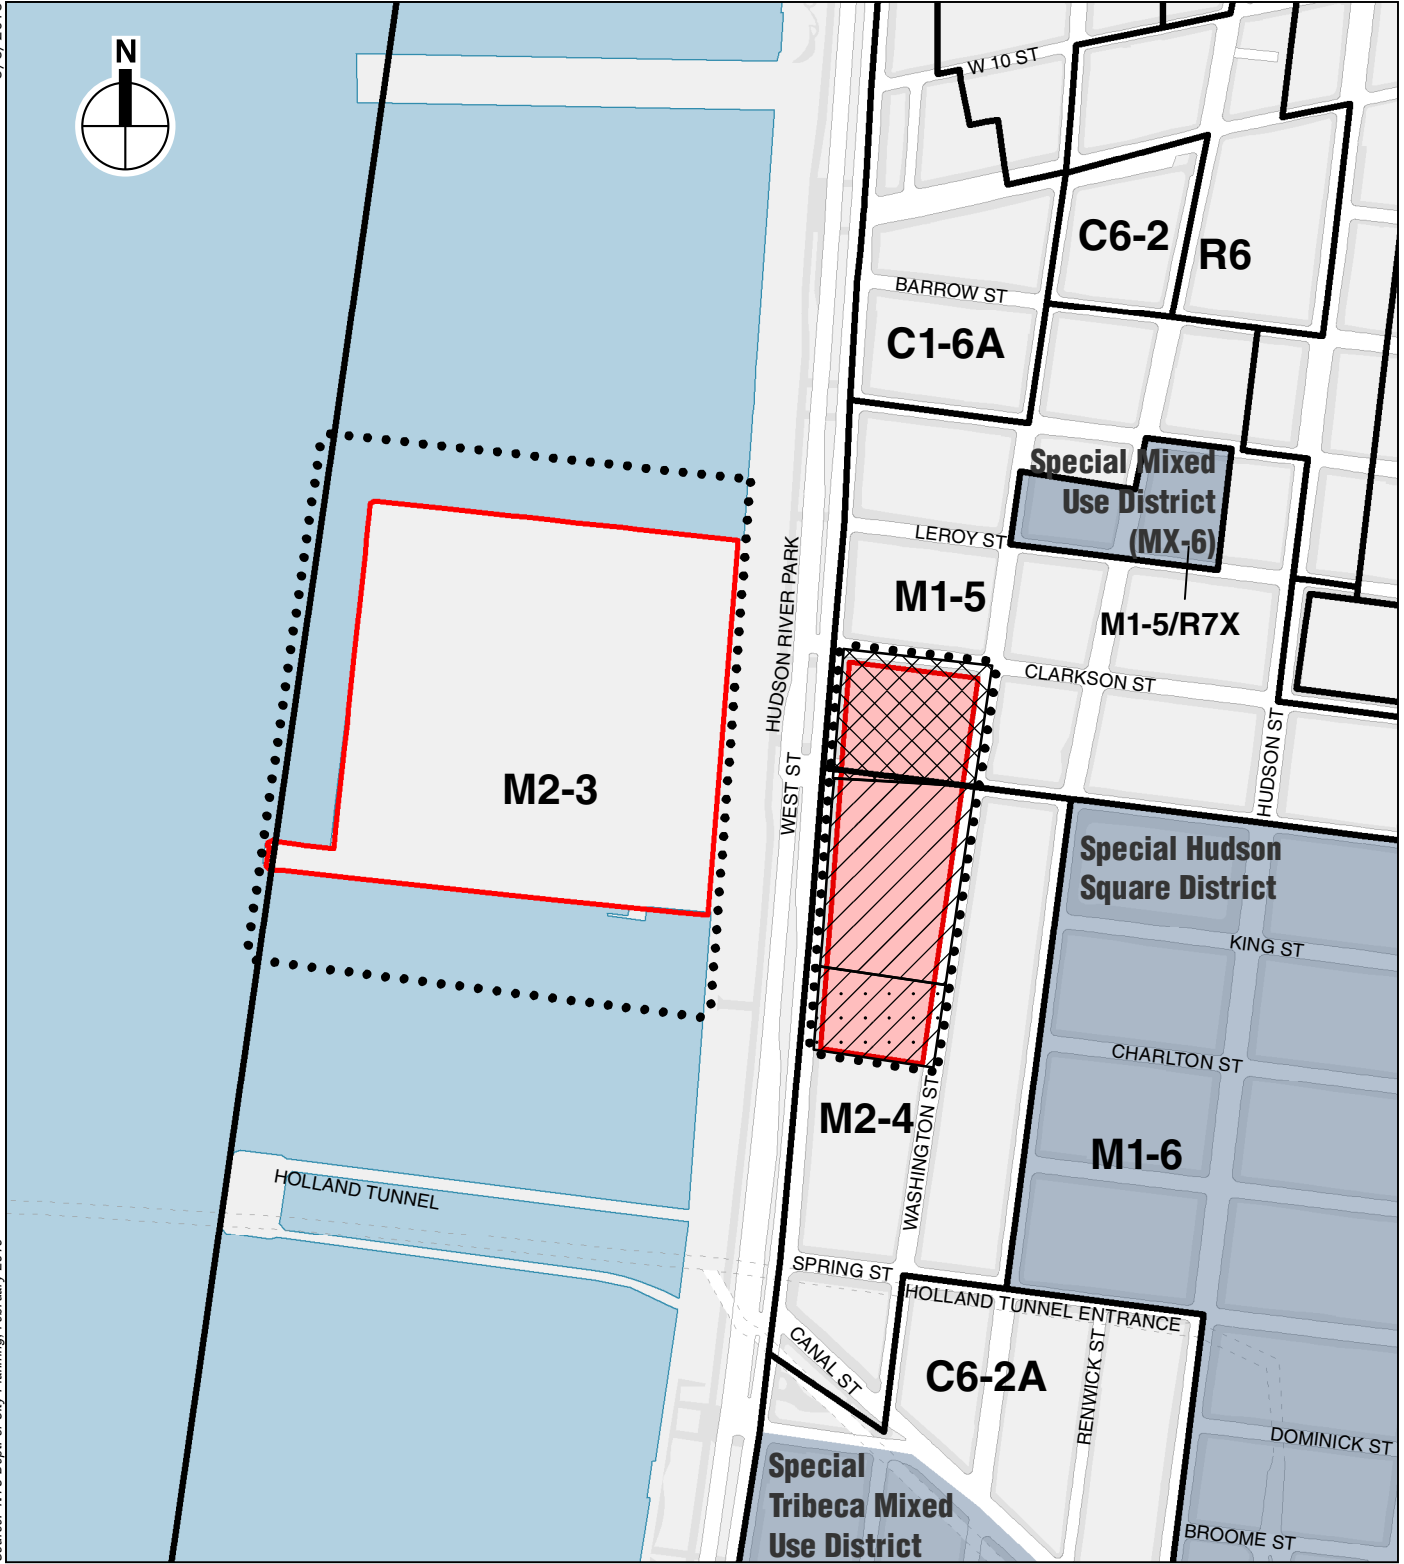 N
W 10 ST
C6-2
R6
BARROW ST
C1-6A
Special Mixed
Use District
(MX-6)
LEROY ST
M1-5
M1-5/R7X
HUDSON RIVER PARK
CLARKSON ST
HUDSON ST
WEST ST
M2-3
Special Hudson
Square District
KING ST
CHARLTON ST
M2-4
WASHINGTON ST
M1-6
HOLLAND TUNNEL
SPRING ST
HOLLAND TUNNEL ENTRANCE
CANAL ST
C6-2A
RENWICK ST
DOMINICK ST
Special
Tribeca Mixed
Use District
BROOME ST